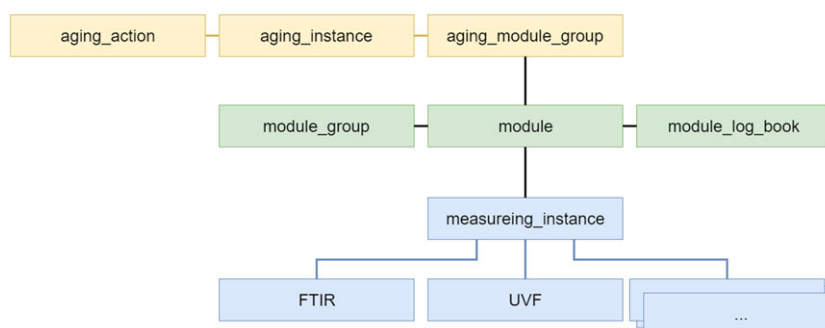 aging_action
aging_instance
aging_module_group
module_group
module
module_log_book
measureing_instance
FTIR
UVF
...